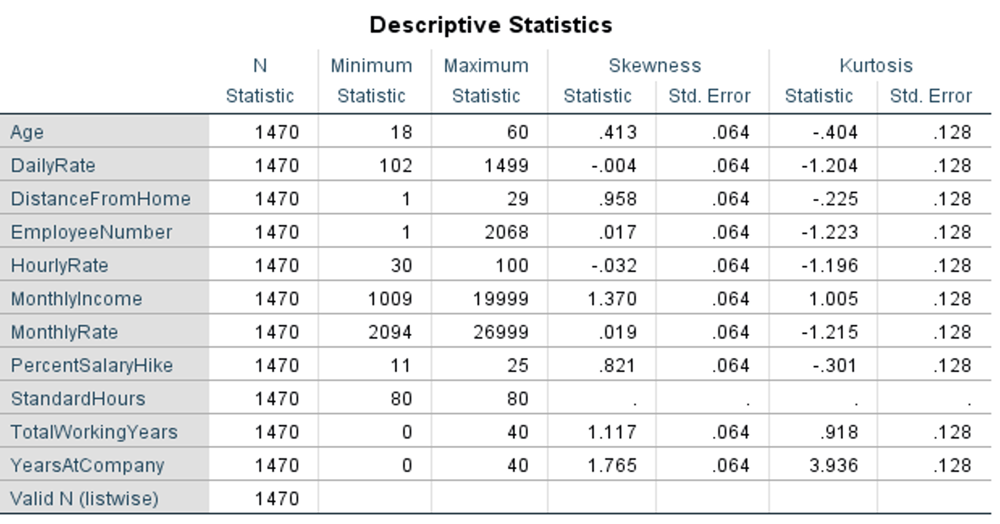 Descriptive Statistics
N Minimum Maximum Skewness Kurtosis
Statistic Statistic Statistic Statistic Std. Error Statistic Std. Error
Age 1470 18 60 .413 .064 -.404 .128
DailyRate 1470 102 1499 -.004 .064 -1.204 .128
DistanceFromHome 1470 1 29 .958 .064 -.225 .128
EmployeeNumber 1470 1 2068 .017 .064 -1.223 .128
HourlyRate 1470 30 100 -.032 .064 -1.196 .128
MonthlyIncome 1470 1009 19999 1.370 .064 1.005 .128
MonthlyRate 1470 2094 26999 .019 .064 -1.215 .128
PercentSalaryHike 1470 11 25 .821 .064 -.301 .128
StandardHours 1470 80 80 . . . .
TotalWorkingYears 1470 0 40 1.117 .064 .918 .128
YearsAtCompany 1470 0 40 1.765 .064 3.936 .128
Valid N (listwise) 1470